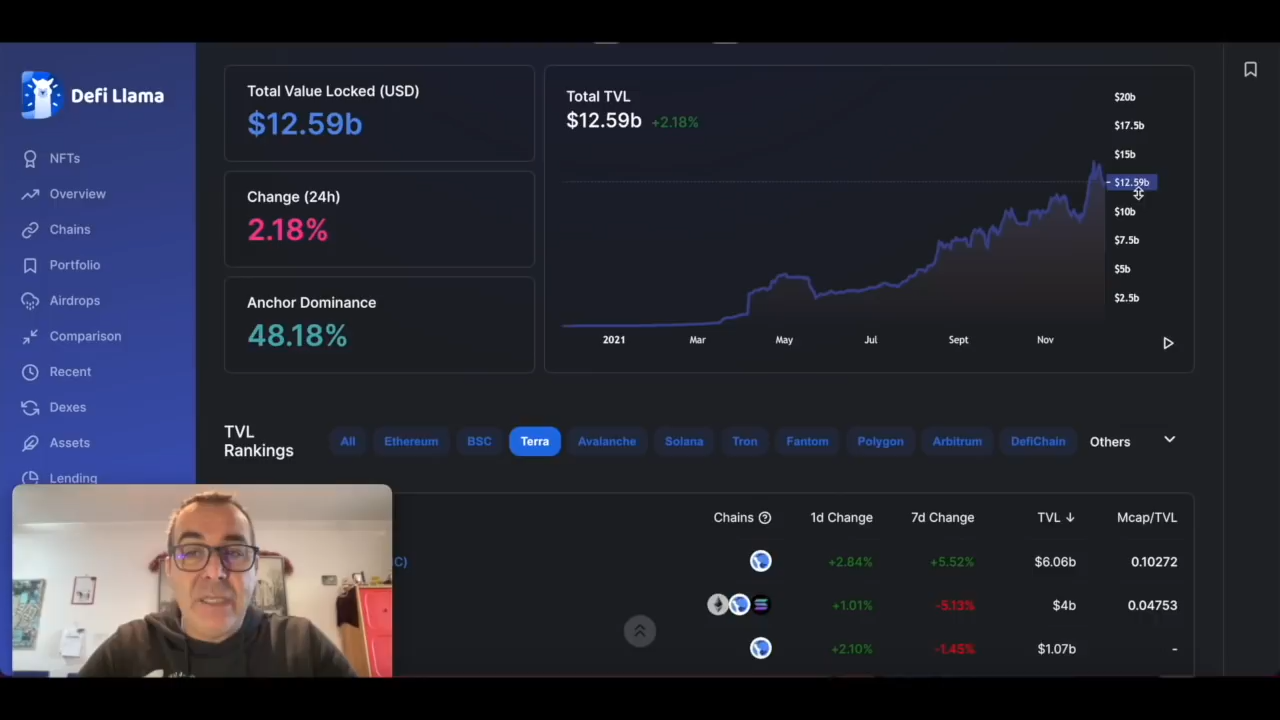 Defi Llama
NFTs
Overview
Chains
Portfolio
Airdrops
Comparison
Recent
Dexes
Assets
Lending
Total Value Locked (USD)
$12.59b
Change (24h)
2.18%
Anchor Dominance
48.18%
Total TVL
$12.59b +2.18%
$20b
$17.5b
$15b
$12.59b
$10b
$7.5b
$5b
$2.5b
2021 Mar May Jul Sept Nov
TVL
Rankings
All Ethereum BSC Terra Avalanche Solana Tron Fantom Polygon Arbitrum DefiChain Others
Chains 1d Change 7d Change TVL ↓ Mcap/TVL
C) +2.84% +5.52% $6.06b 0.10272
+1.01% -5.13% $4b 0.04753
+2.10% -1.45% $1.07b -